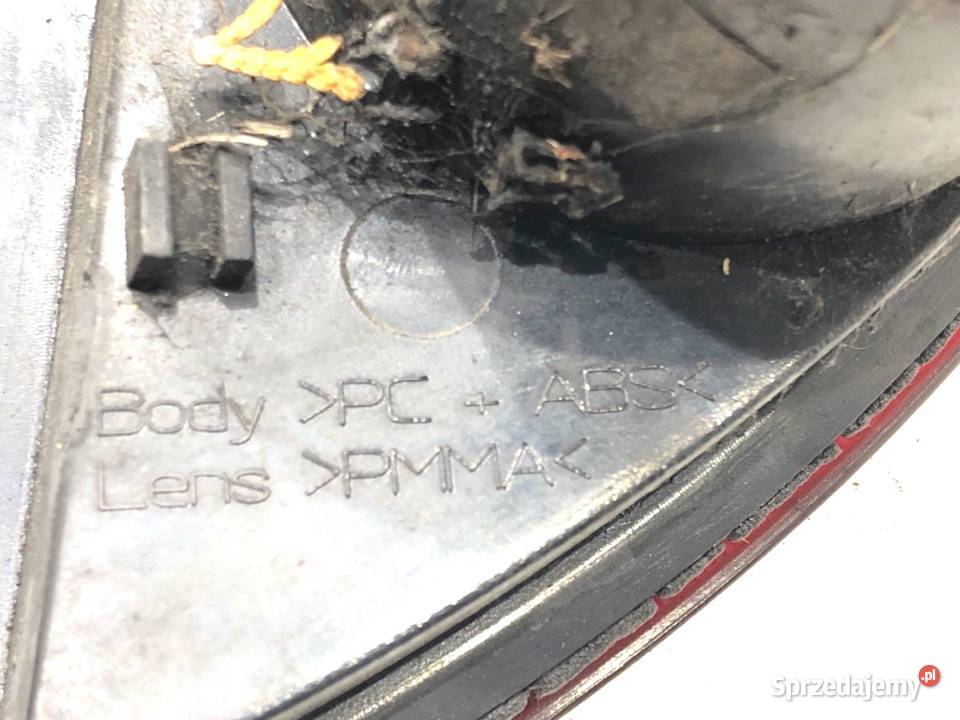 Body >PC + ABS<
Lens >PMMA<
Sprzedajemy.pl